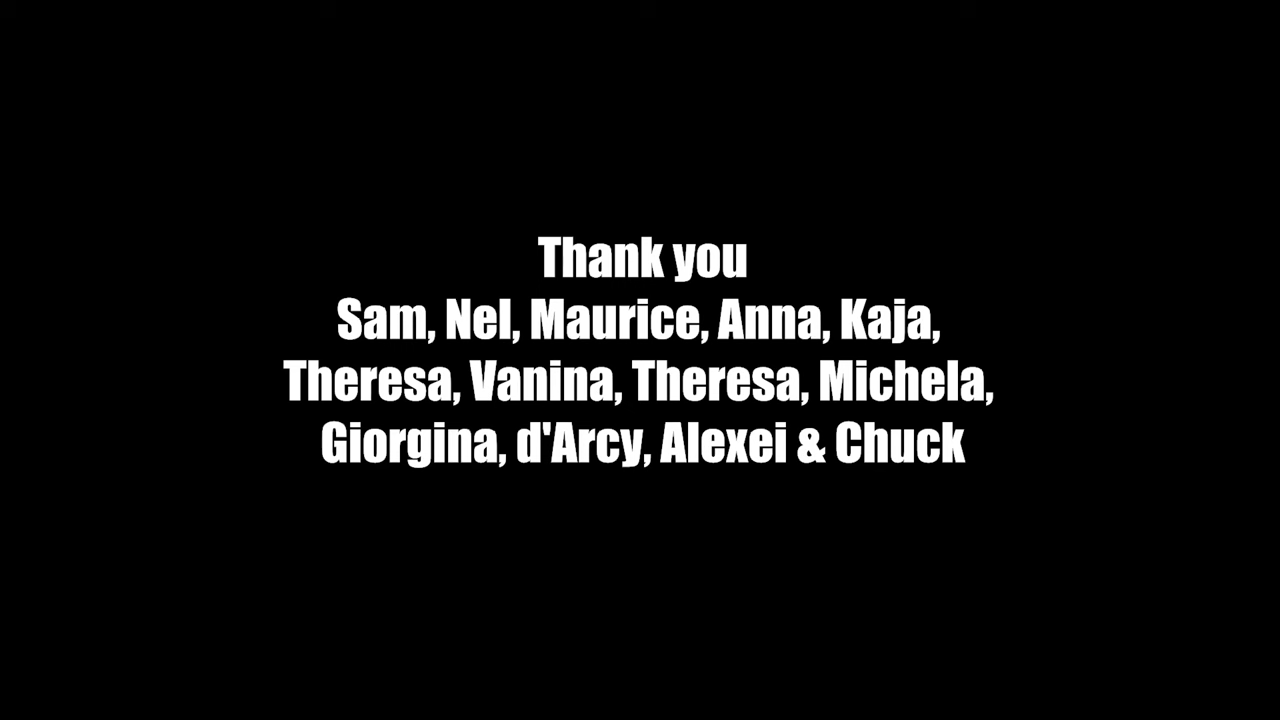 Thank you
Sam, Nel, Maurice, Anna, Kaja,
Theresa, Vanina, Theresa, Michela,
Giorgina, d'Arcy, Alexei & Chuck